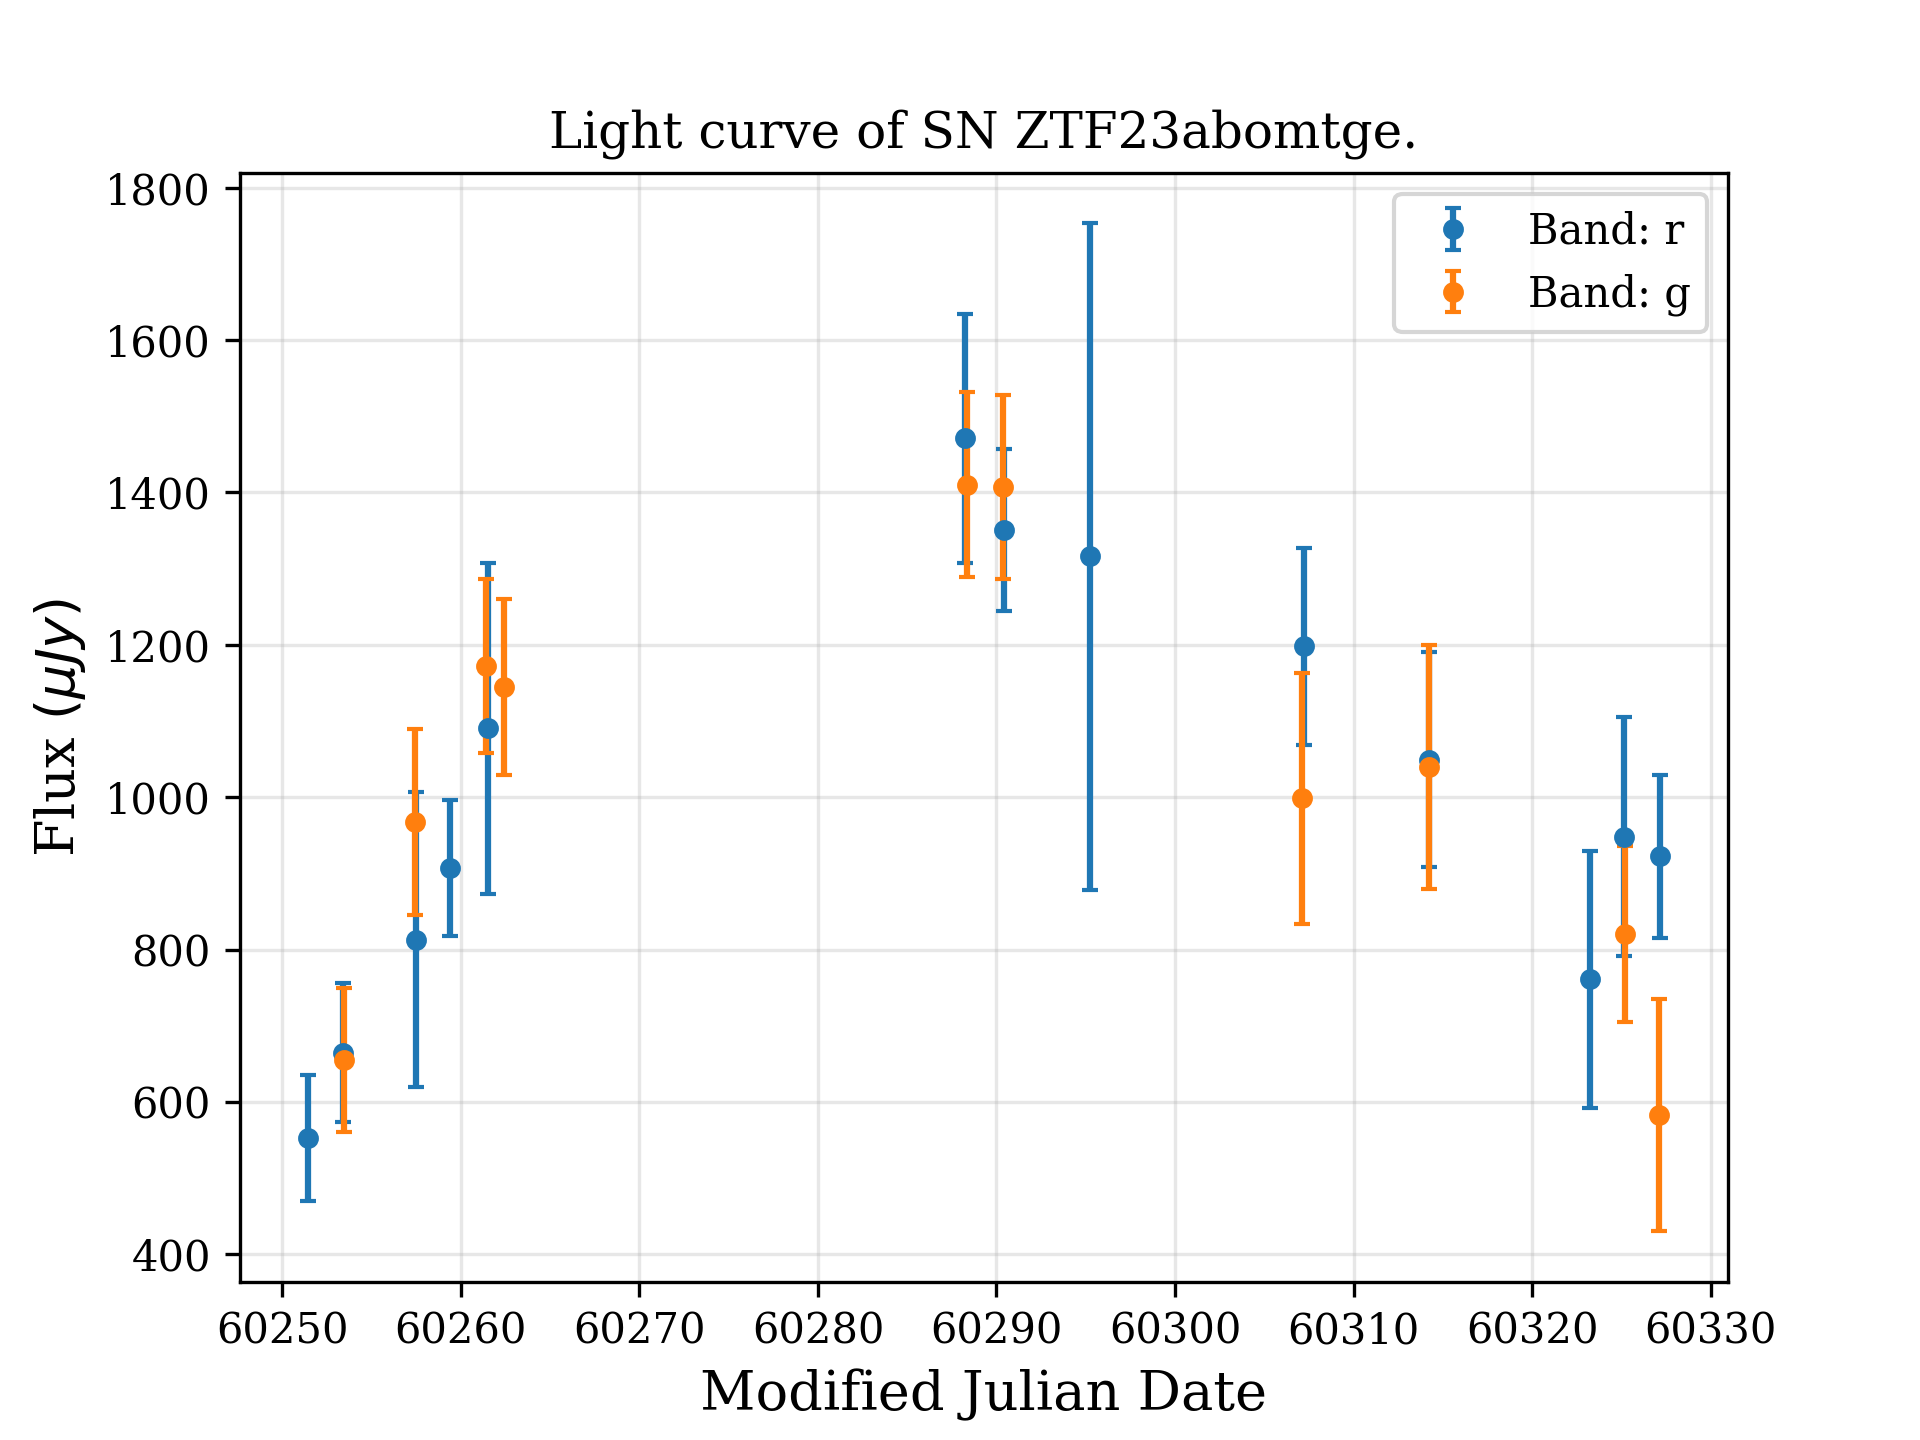 Light curve of SN ZTF23abomtge.
1800
1600
1400
1200
1000
800
600
400
Flux (μJy)
Band: r
Band: g
60250 60260 60270 60280 60290 60300 60310 60320 60330
Modified Julian Date